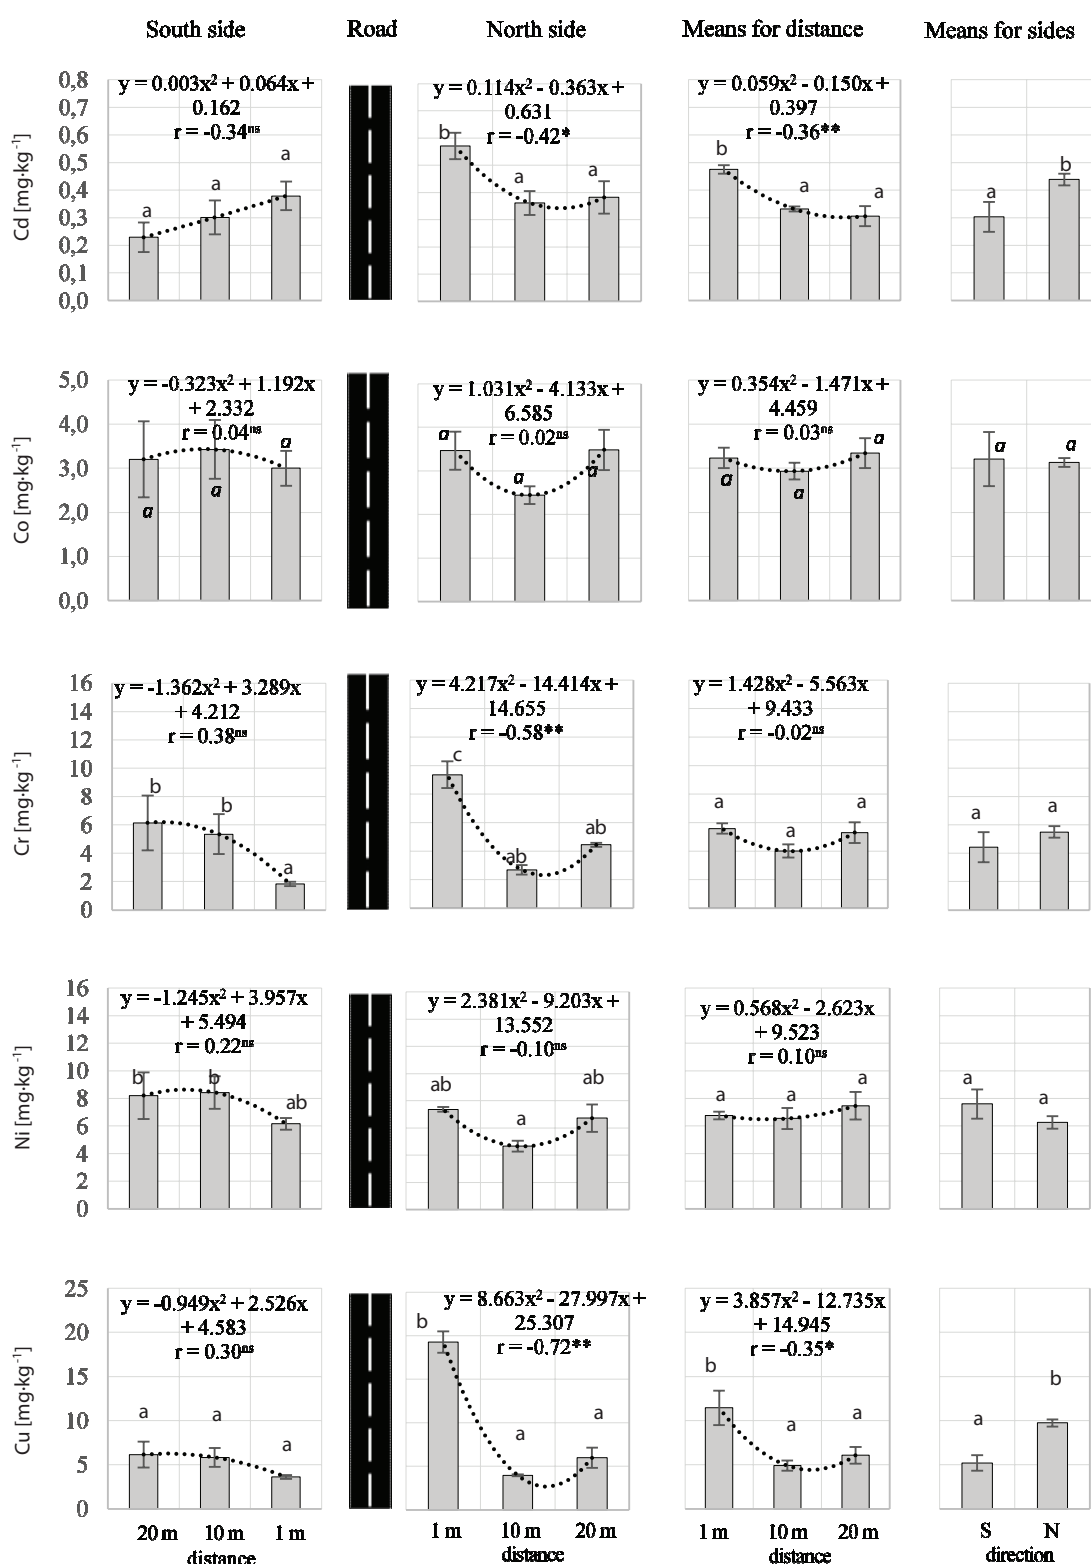 South side Road North side Means for distance Means for sides
Cd [mg·kg⁻¹]
0,8
0,7
0,6
0,5
0,4
0,3
0,2
0,1
0,0
y = 0.003x² + 0.064x +
0.162
r = -0.34ⁿˢ
a
a
a
y = 0.114x² - 0.363x +
0.631
r = -0.42*
b
a
a
y = 0.059x² - 0.150x +
0.397
r = -0.36**
b
a
a
a
b
Co [mg·kg⁻¹]
5,0
4,0
3,0
2,0
1,0
0,0
y = -0.323x² + 1.192x
+ 2.332
r = 0.04ⁿˢ
a
a
a
y = 1.031x² - 4.133x +
6.585
r = 0.02ⁿˢ
a
a
a
y = 0.354x² - 1.471x +
4.459
r = 0.03ⁿˢ
a
a
a
a
a
Cr [mg·kg⁻¹]
16
14
12
10
8
6
4
2
0
y = -1.362x² + 3.289x
+ 4.212
r = 0.38ⁿˢ
b
b
a
y = 4.217x² - 14.414x +
14.655
r = -0.58**
c
ab
ab
y = 1.428x² - 5.563x
+ 9.433
r = -0.02ⁿˢ
a
a
a
a
a
Ni [mg·kg⁻¹]
16
14
12
10
8
6
4
2
0
y = -1.245x² + 3.957x
+ 5.494
r = 0.22ⁿˢ
b
b
ab
y = 2.381x² - 9.203x +
13.552
r = -0.10ⁿˢ
ab
a
ab
y = 0.568x² - 2.623x
+ 9.523
r = 0.10ⁿˢ
a
a
a
a
a
Cu [mg·kg⁻¹]
25
20
15
10
5
0
y = -0.949x² + 2.526x
+ 4.583
r = 0.30ⁿˢ
a
a
a
y = 8.663x² - 27.997x +
25.307
r = -0.72**
b
a
a
y = 3.857x² - 12.735x
+ 14.945
r = -0.35*
b
a
a
a
b
20 m 10 m 1 m 1 m 10 m 20 m 1 m 10 m 20 m S N
distance distance distance direction